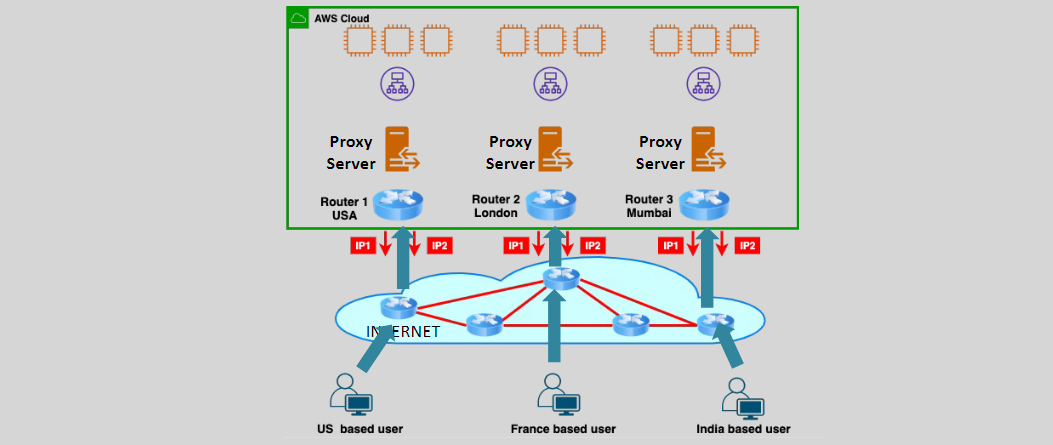 AWS Cloud
Proxy
Server
Proxy
Server
Proxy
Server
Router 1
USA
Router 2
London
Router 3
Mumbai
IP1
IP2
IP1
IP2
IP1
IP2
INTERNET
US based user
France based user
India based user